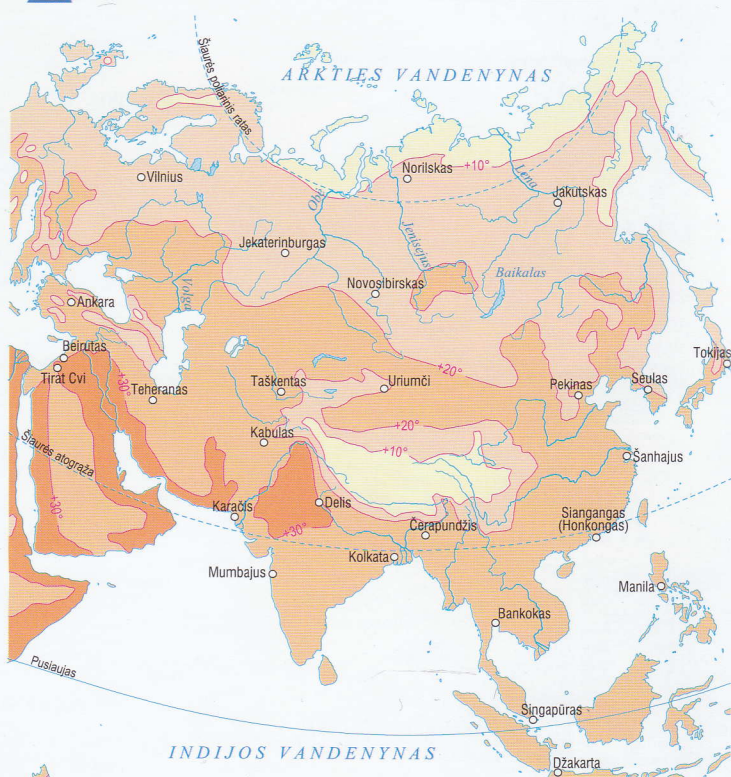 ARKTIES VANDENYNAS
Šiaurės poliarinis ratas
+10°
Norilskas
Vilnius
Obė
Lena
Jakutskas
Jenisejus
Jekaterinburgas
Baikalas
Volga
Novosibirskas
Ankara
Beirutas
Tirat Cvi
+30°
Teheranas
Taškentas
Uriumči
+20°
Pekinas
Seulas
Tokijas
+20°
Kabulas
+10°
Šiaurės atogrąža
+30°
Šanhajus
Karačis
Delis
+30°
Čerapundžis
Siangangas
(Honkongas)
Kolkata
Mumbajus
Manila
Bankokas
Pusiaujas
Singapūras
INDIJOS VANDENYNAS
Džakarta